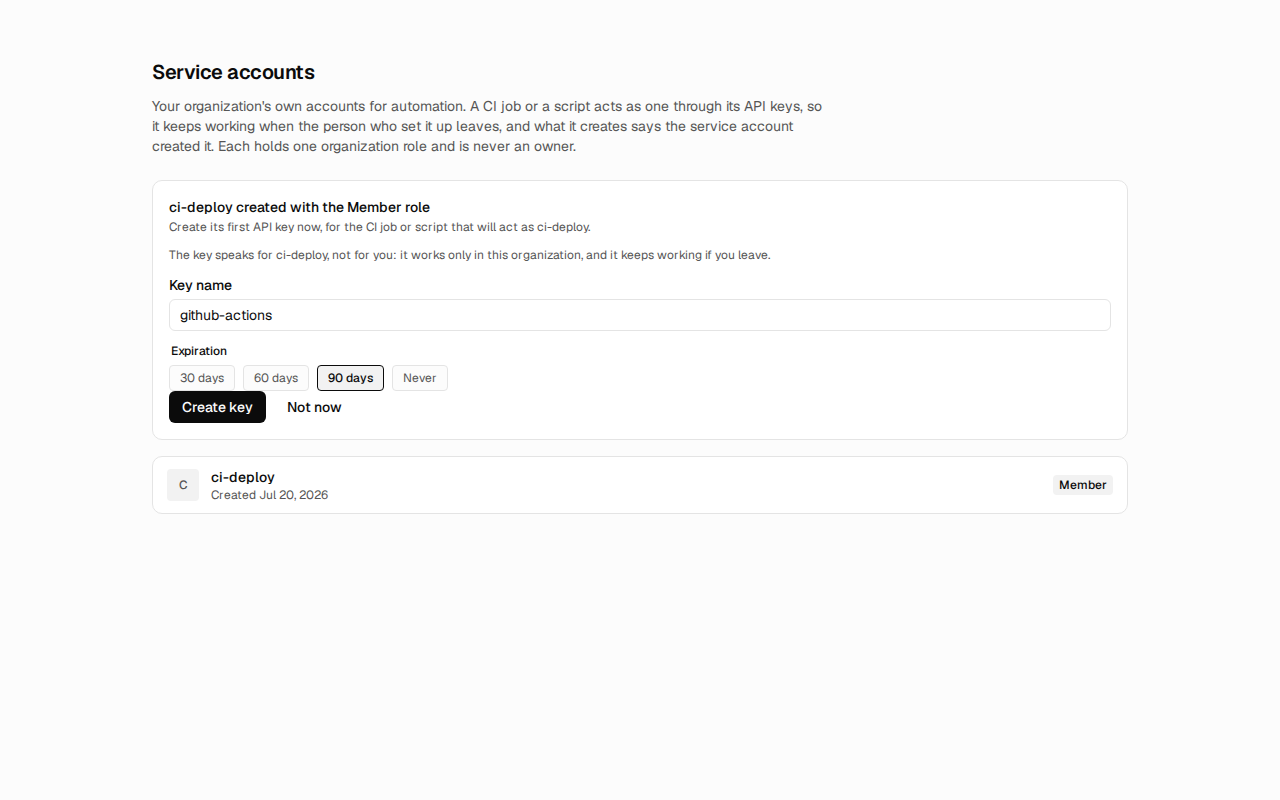 Service accounts
Your organization's own accounts for automation. A CI job or a script acts as one through its API keys, so
it keeps working when the person who set it up leaves, and what it creates says the service account
created it. Each holds one organization role and is never an owner.
ci-deploy created with the Member role
Create its first API key now, for the CI job or script that will act as ci-deploy.
The key speaks for ci-deploy, not for you: it works only in this organization, and it keeps working if you leave.
Key name
github-actions
Expiration
30 days 60 days 90 days Never
Create key Not now
C ci-deploy Member
Created Jul 20, 2026